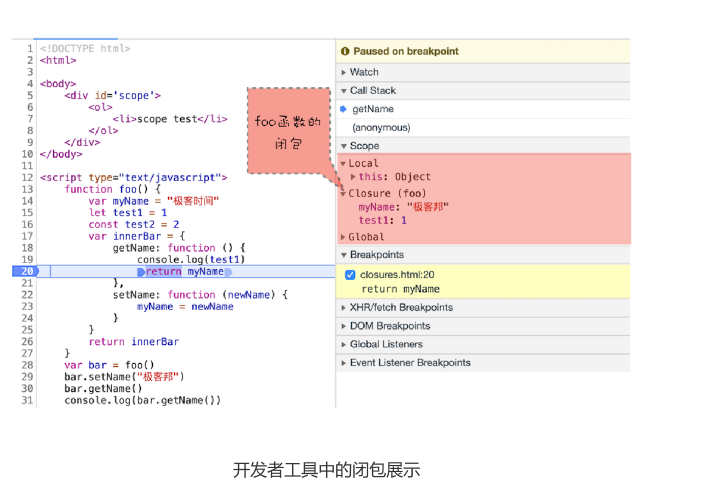 1 <!DOCTYPE html>
2 <html>
3
4 <body>
5 <div id='scope'>
6 <ol>
7 <li>scope test</li>
8 </ol>
9 </div>
10 </body>
11
12 <script type="text/javascript">
13 function foo() {
14 var myName = "极客时间"
15 let test1 = 1
16 const test2 = 2
17 var innerBar = {
18 getName: function () {
19 console.log(test1)
20 return myName
21 },
22 setName: function (newName) {
23 myName = newName
24 }
25 }
26 return innerBar
27 }
28 var bar = foo()
29 bar.setName("极客邦")
30 bar.getName()
31 console.log(bar.getName())
foo函数的
闭包
Paused on breakpoint
Watch
Call Stack
getName
(anonymous)
Scope
Local
this: Object
Closure (foo)
myName: "极客邦"
test1: 1
Global
Breakpoints
closures.html:20
return myName
XHR/fetch Breakpoints
DOM Breakpoints
Global Listeners
Event Listener Breakpoints
开发者工具中的闭包展示